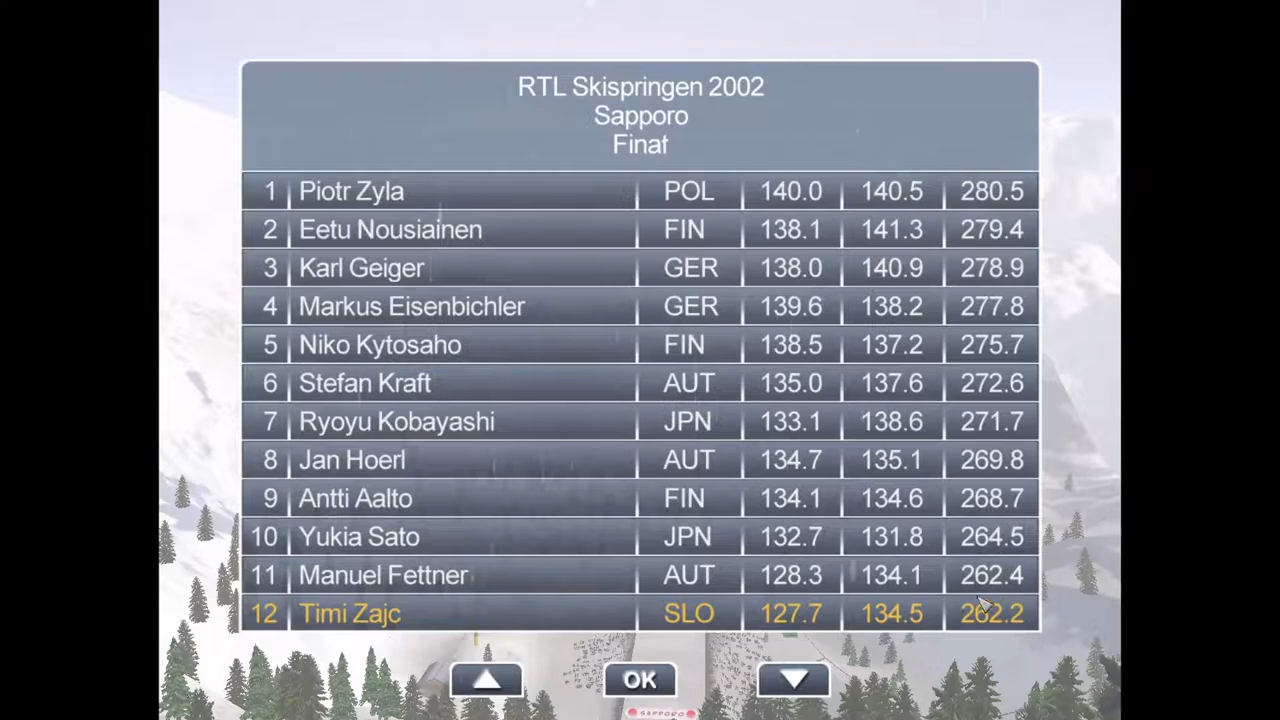 RTL Skispringen 2002
Sapporo
Finat
1 Piotr Zyla POL 140.0 140.5 280.5
2 Eetu Nousiainen FIN 138.1 141.3 279.4
3 Karl Geiger GER 138.0 140.9 278.9
4 Markus Eisenbichler GER 139.6 138.2 277.8
5 Niko Kytosaho FIN 138.5 137.2 275.7
6 Stefan Kraft AUT 135.0 137.6 272.6
7 Ryoyu Kobayashi JPN 133.1 138.6 271.7
8 Jan Hoerl AUT 134.7 135.1 269.8
9 Antti Aalto FIN 134.1 134.6 268.7
10 Yukia Sato JPN 132.7 131.8 264.5
11 Manuel Fettner AUT 128.3 134.1 262.4
12 Timi Zajc SLO 127.7 134.5 262.2
OK
SAPPORO